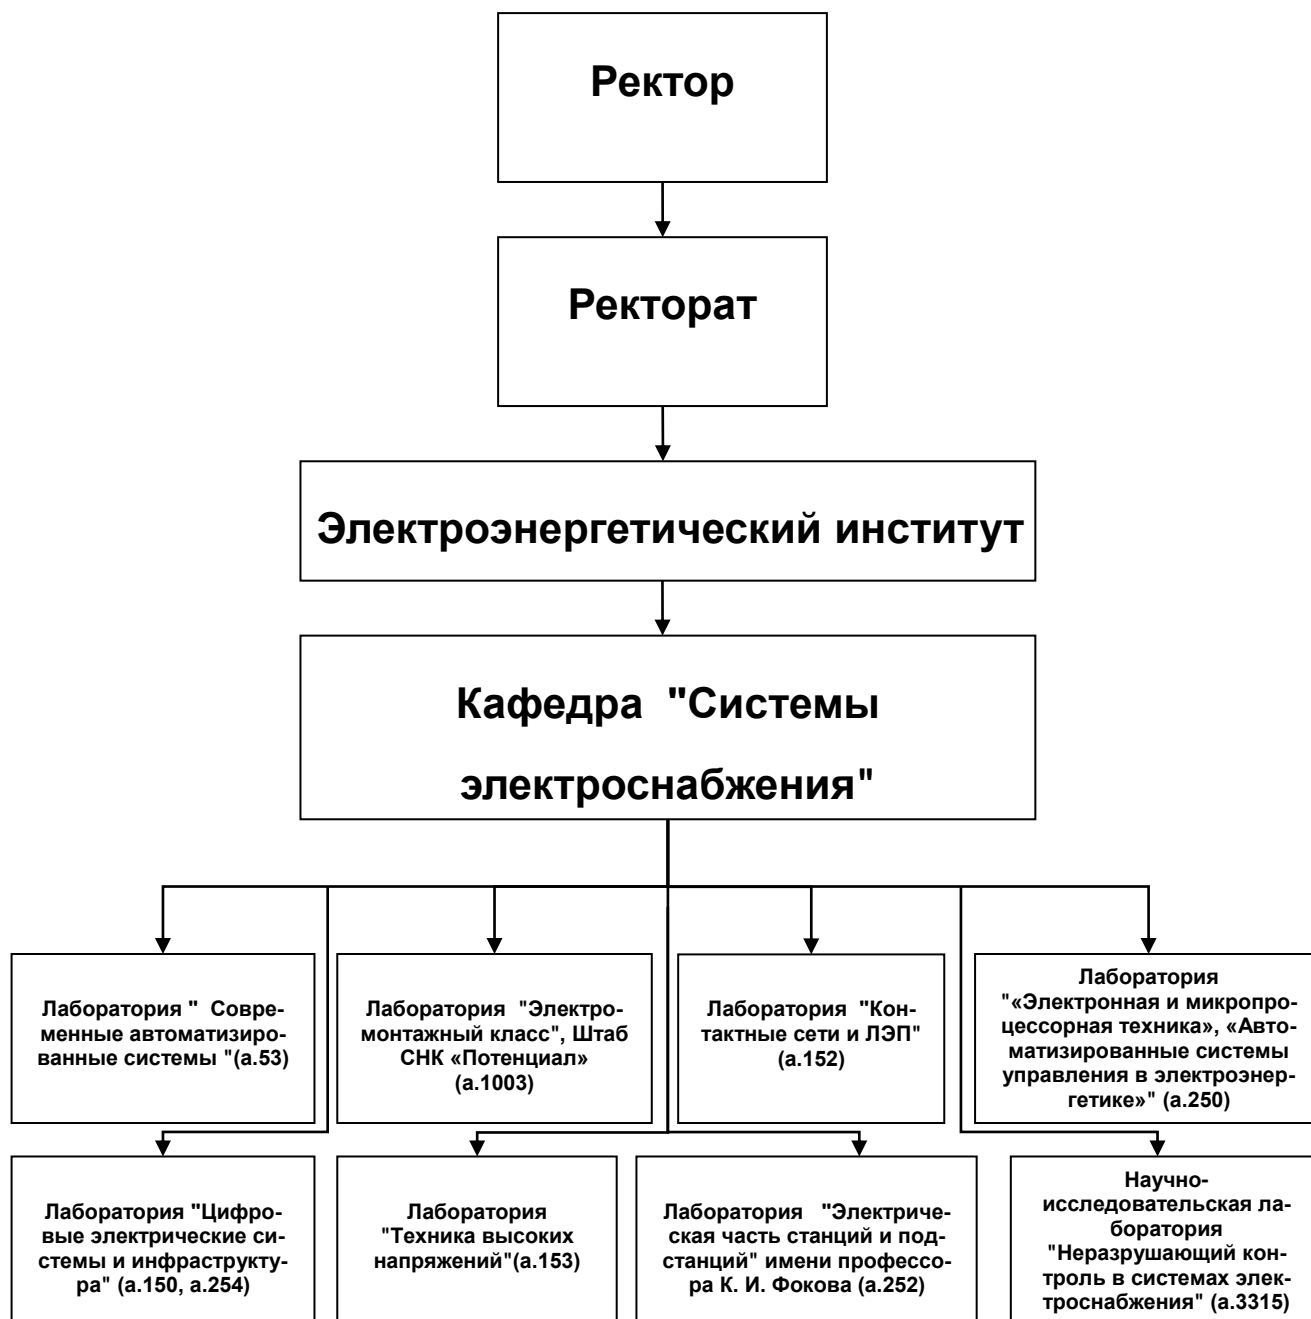 Ректор
Ректорат
Электроэнергетический институт
Кафедра "Системы
электроснабжения"
Лаборатория " Совре-
менные автоматизиро-
ванные системы "(а.53)
Лаборатория "Электро-
монтажный класс", Штаб
СНК «Потенциал»
(а.1003)
Лаборатория "Кон-
тактные сети и ЛЭП"
(а.152)
Лаборатория
"«Электронная и микропро-
цессорная техника», «Авто-
матизированные системы
управления в электроэнер-
гетике»" (а.250)
Лаборатория "Цифро-
вые электрические си-
стемы и инфраструкту-
ра" (а.150, а.254)
Лаборатория
"Техника высоких
напряжений"(а.153)
Лаборатория "Электриче-
ская часть станций и под-
станций" имени профессо-
ра К. И. Фокова (а.252)
Научно-
исследовательская ла-
боратория
"Неразрушающий кон-
троль в системах элек-
троснабжения" (а.3315)